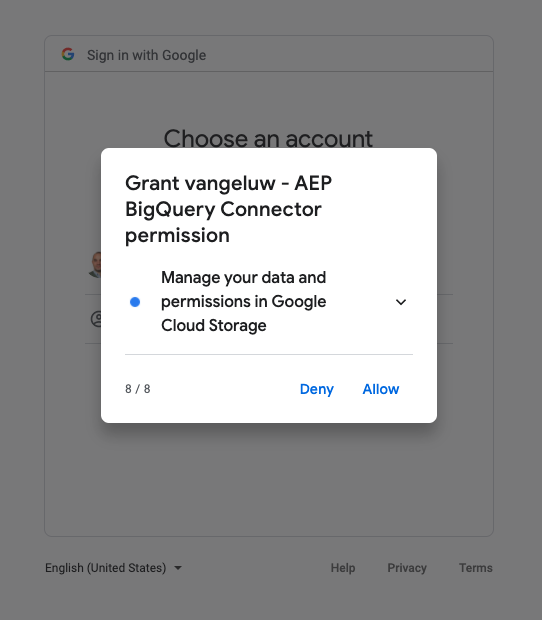 Sign in with Google
Choose an account
Grant vangeluw - AEP
BigQuery Connector
permission
Manage your data and
permissions in Google
Cloud Storage
8 / 8
Deny
Allow
English (United States)
Help
Privacy
Terms